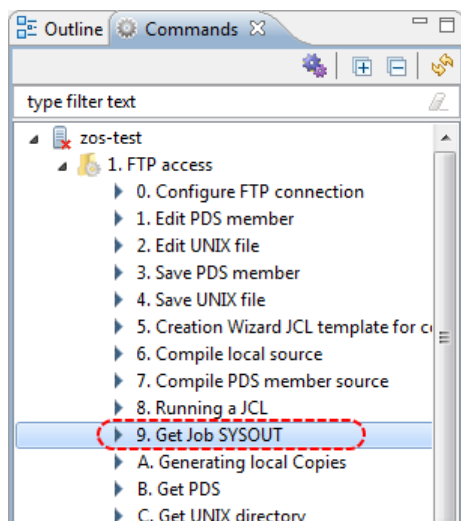 Outline Commands
type filter text
zos-test
1. FTP access
0. Configure FTP connection
1. Edit PDS member
2. Edit UNIX file
3. Save PDS member
4. Save UNIX file
5. Creation Wizard JCL template for c
6. Compile local source
7. Compile PDS member source
8. Running a JCL
9. Get Job SYSOUT
A. Generating local Copies
B. Get PDS
C. Get UNIX directory